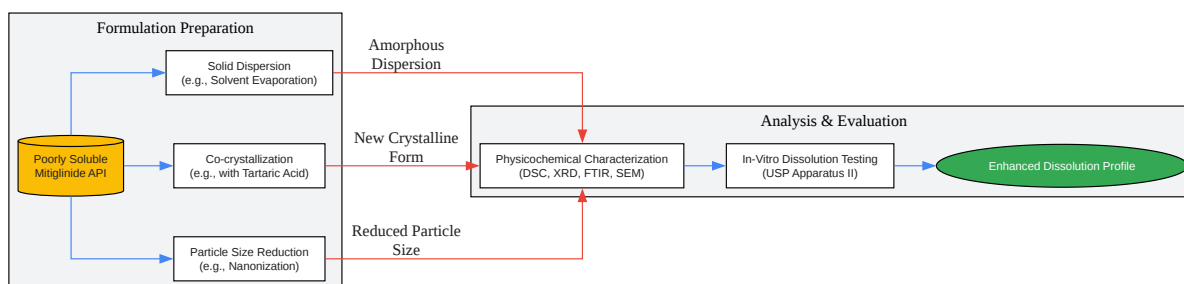 Formulation Preparation
Solid Dispersion
(e.g., Solvent Evaporation)
Amorphous
Dispersion
Poorly Soluble
Mitiglinide API
Co-crystallization
(e.g., with Tartaric Acid)
New Crystalline
Form
Particle Size Reduction
(e.g., Nanonization)
Reduced Particle
Size
Analysis & Evaluation
Physicochemical Characterization
(DSC, XRD, FTIR, SEM)
In-Vitro Dissolution Testing
(USP Apparatus II)
Enhanced Dissolution Profile